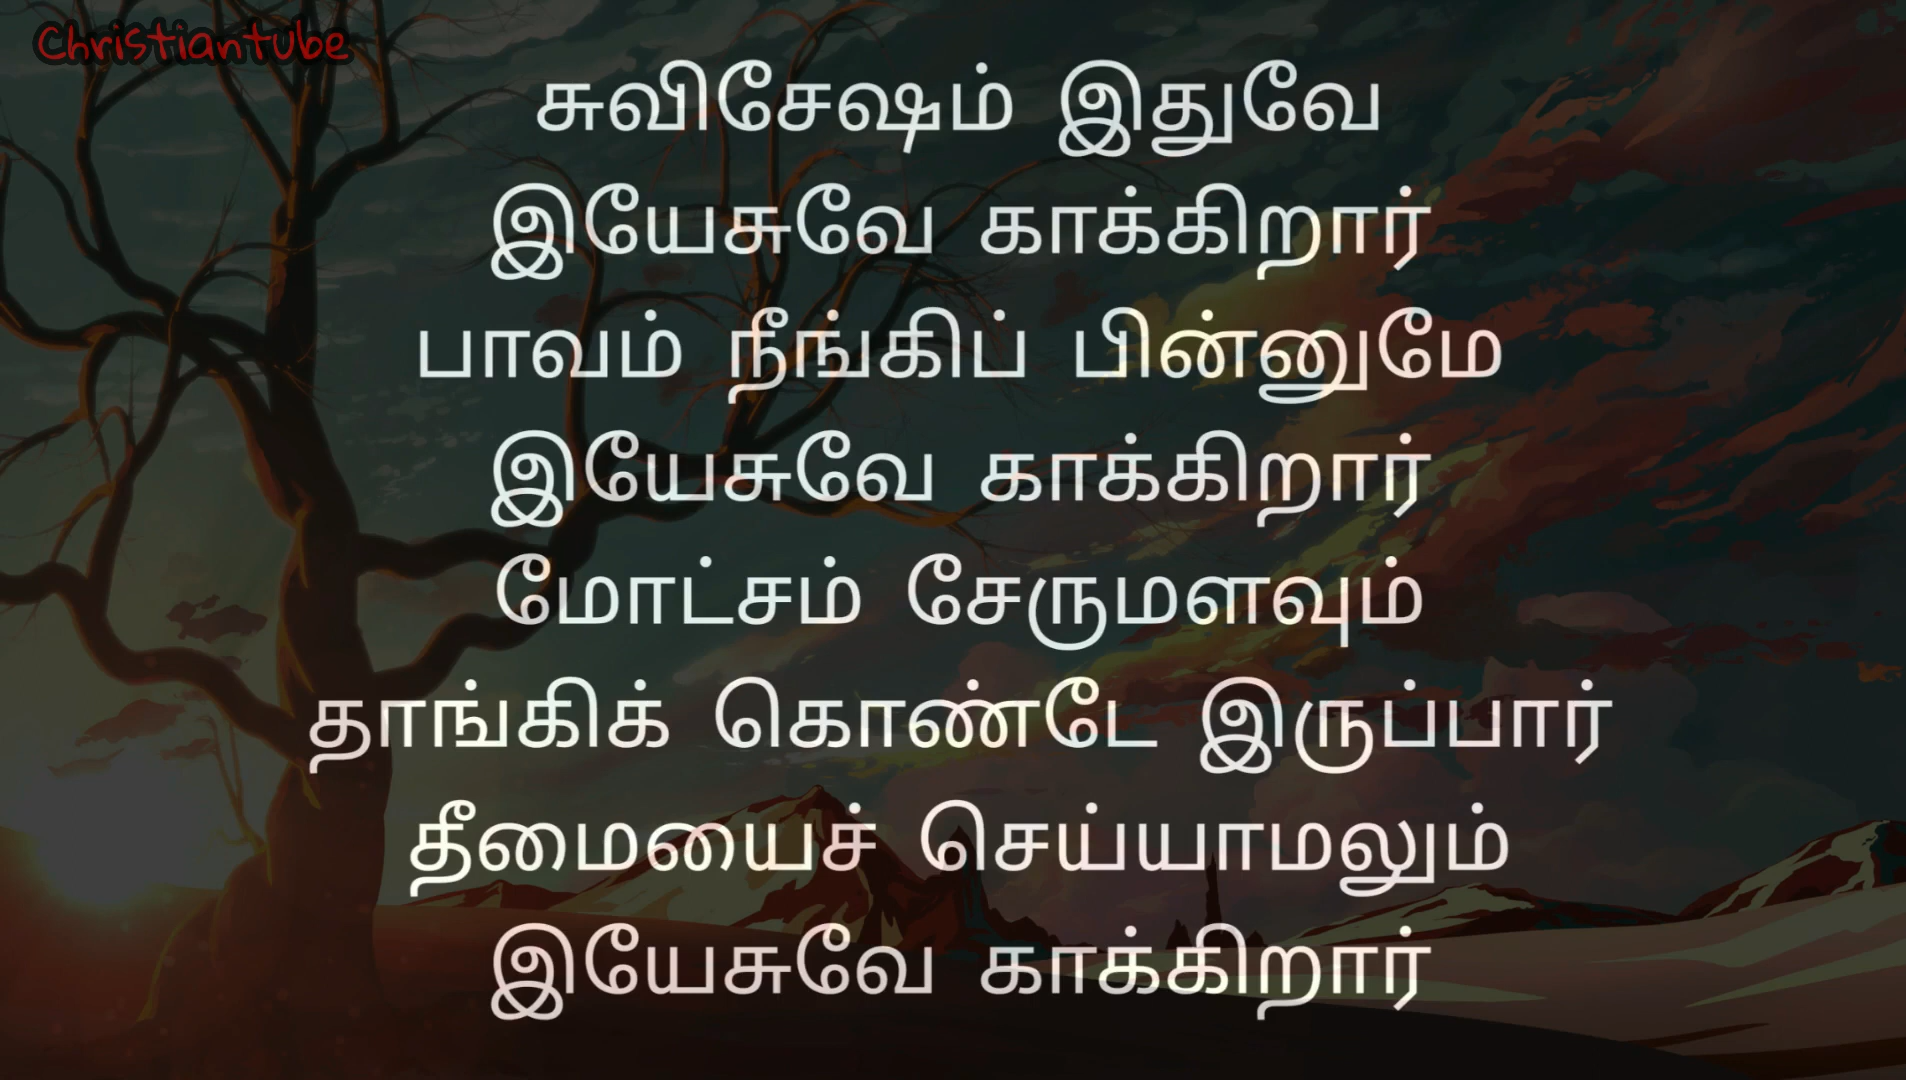 Christiantube
சுவிசேஷம் இதுவே
இயேசுவே காக்கிறார்
பாவம் நீங்கிப் பின்னுமே
இயேசுவே காக்கிறார்
மோட்சம் சேருமளவும்
தாங்கிக் கொண்டே இருப்பார்
தீமையைச் செய்யாமலும்
இயேசுவே காக்கிறார்